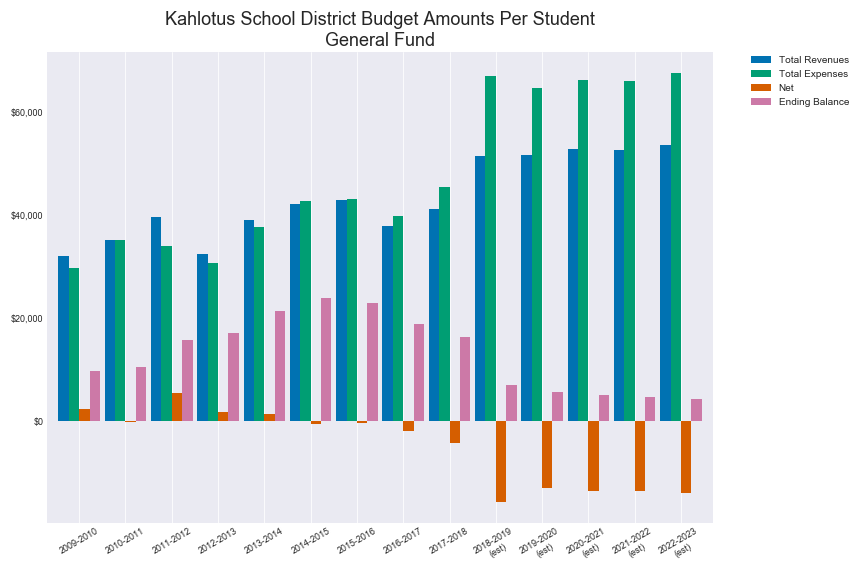 Kahlotus School District Budget Amounts Per Student
General Fund
Total Revenues
Total Expenses
Net
Ending Balance
$60,000
$40,000
$20,000
$0
2009-2010
2010-2011
2011-2012
2012-2013
2013-2014
2014-2015
2015-2016
2016-2017
2017-2018
2018-2019
(est)
2019-2020
(est)
2020-2021
(est)
2021-2022
(est)
2022-2023
(est)